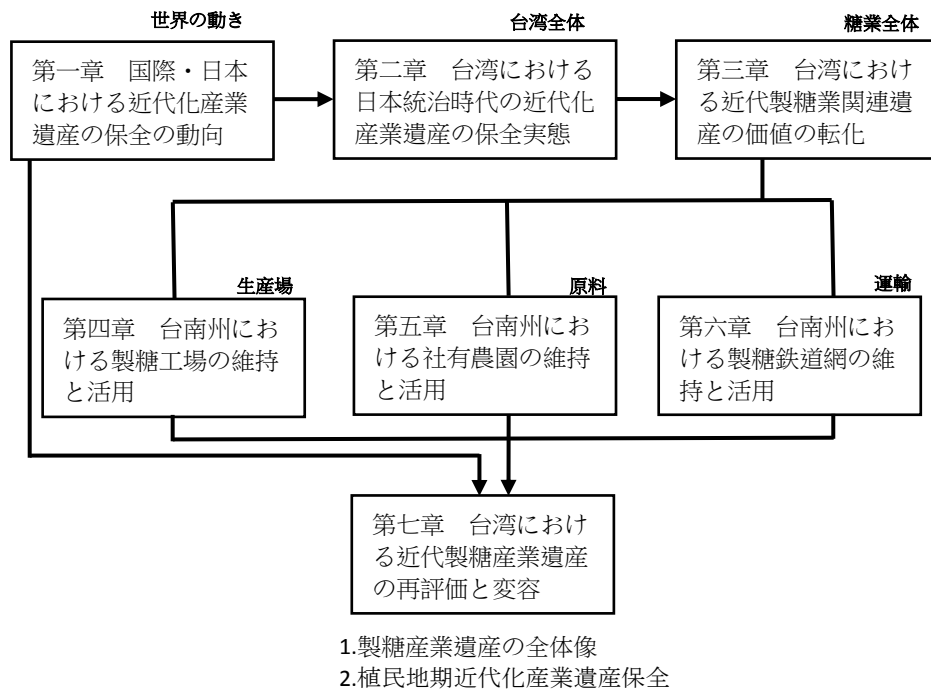 世界の動き
第一章　国際・日本
における近代化産業
遺産の保全の動向
台湾全体
第二章　台湾における
日本統治時代の近代化
産業遺産の保全実態
糖業全体
第三章　台湾におけ
る近代製糖業関連遺
産の価値の転化
生産場
第四章　台南州にお
ける製糖工場の維持
と活用
原料
第五章　台南州にお
ける社有農園の維持
と活用
運輸
第六章　台南州にお
ける製糖鉄道網の維
持と活用
第七章　台湾におけ
る近代製糖産業遺産
の再評価と変容
1.製糖産業遺産の全体像
2.植民地期近代化産業遺産保全